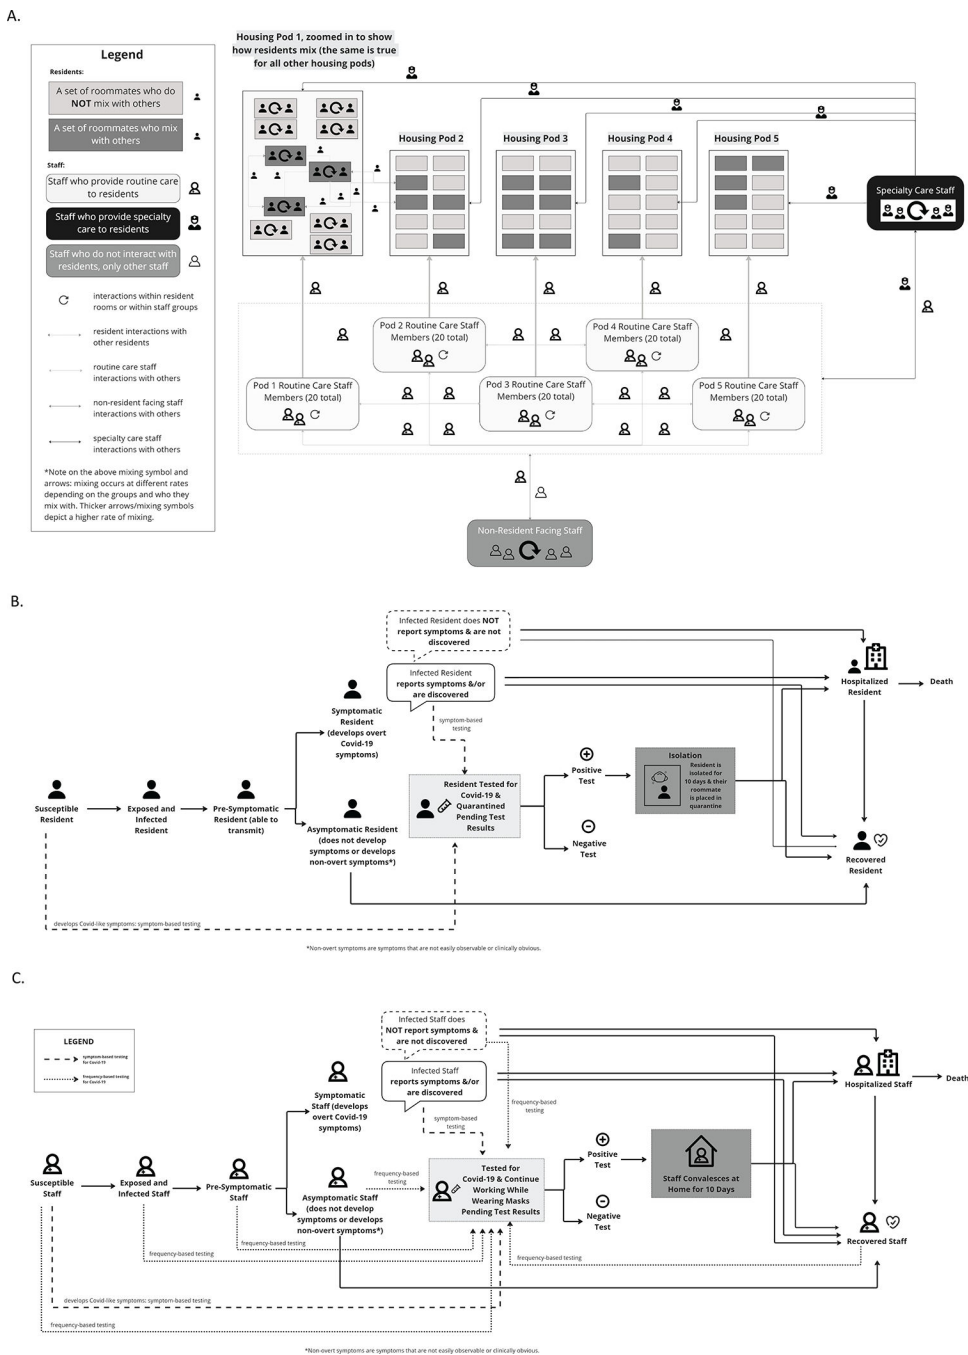 A.
Legend
Residents:
A set of roommates who do
NOT mix with others
A set of roommates who mix
with others
Staff:
Staff who provide routine care
to residents
Staff who provide specialty
care to residents
Staff who do not interact with
residents, only other staff
interactions within resident
rooms or within staff groups
resident interactions with
other residents
routine care staff
interactions with others
non-resident facing staff
interactions with others
specialty care staff
interactions with others
*Note on the above mixing symbol and
arrows: mixing occurs at different rates
depending on the groups and who they
mix with. Thicker arrows/mixing symbols
depict a higher rate of mixing.
Housing Pod 1, zoomed in to show
how residents mix (the same is true
for all other housing pods)
Housing Pod 2
Housing Pod 3
Housing Pod 4
Housing Pod 5
Specialty Care Staff
Pod 2 Routine Care Staff
Members (20 total)
Pod 4 Routine Care Staff
Members (20 total)
Pod 1 Routine Care Staff
Members (20 total)
Pod 3 Routine Care Staff
Members (20 total)
Pod 5 Routine Care Staff
Members (20 total)
Non-Resident Facing Staff
B.
Infected Resident does NOT
report symptoms & are not
discovered
Infected Resident
reports symptoms &/or
are discovered
symptom-based
testing
Symptomatic
Resident
(develops overt
Covid-19
symptoms)
Hospitalized
Resident
Death
Susceptible
Resident
Exposed and
Infected Resident
Pre-Symptomatic
Resident (able to
transmit)
Asymptomatic Resident
(does not develop
symptoms or develops
non-overt symptoms*)
Resident Tested for
Covid-19 &
Quarantined
Pending Test
Results
Positive
Test
Negative
Test
Isolation
Resident is
isolated for
10 days & their
roommate
is placed in
quarantine
Recovered
Resident
develops Covid-like symptoms: symptom-based testing
*Non-overt symptoms are symptoms that are not easily observable or clinically obvious.
C.
LEGEND
symptom-based testing
for Covid-19
frequency-based testing
for Covid-19
Infected Staff does
NOT report symptoms &
are not discovered
Infected Staff
reports symptoms &/or
are discovered
symptom-based
testing
frequency-based
testing
Symptomatic
Staff (develops
overt Covid-19
symptoms)
Hospitalized Staff
Death
Susceptible
Staff
Exposed and
Infected Staff
Pre-Symptomatic
Staff
Asymptomatic Staff
(does not develop
symptoms or develops
non-overt symptoms*)
frequency-based
testing
Tested for
Covid-19 & Continue
Working While
Wearing Masks
Pending Test Results
Positive
Test
Negative
Test
Staff Convalesces at
Home for 10 Days
Recovered Staff
frequency-based
testing
frequency-based testing
frequency-based testing
develops Covid-like symptoms: symptom-based testing
frequency-based testing
*Non-overt symptoms are symptoms that are not easily observable or clinically obvious.